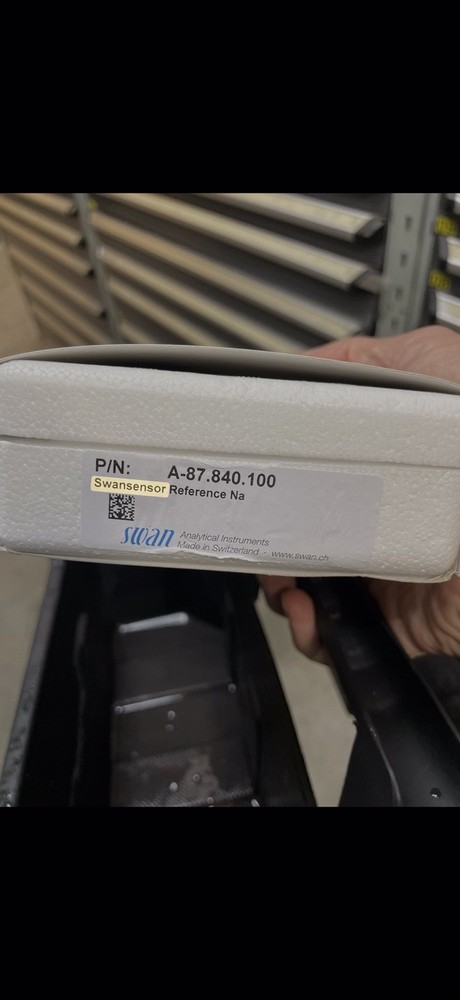 P/N: A-87.840.100
Swansensor Reference Na
swan Analytical Instruments
Made in Switzerland - www.swan.ch